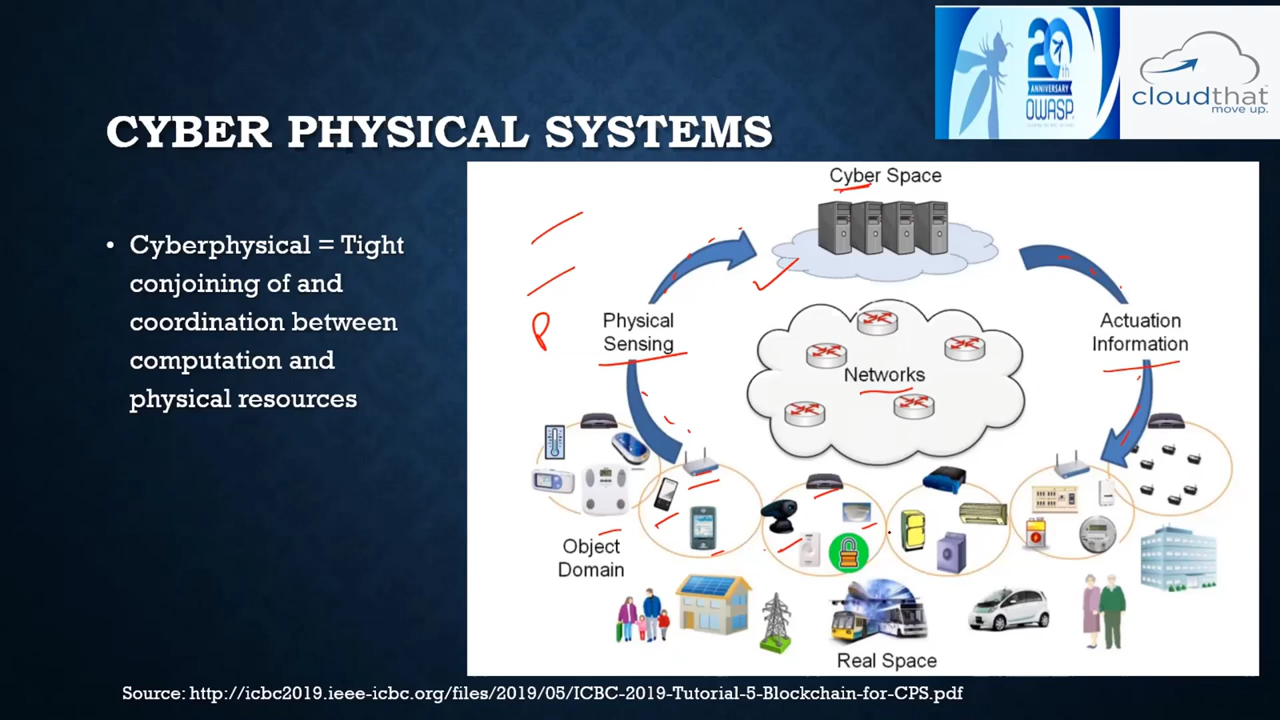 20th
ANNIVERSARY
OWASP
cloudthat
move up.
CYBER PHYSICAL SYSTEMS
• Cyberphysical = Tight
conjoining of and
coordination between
computation and
physical resources
Cyber Space
Physical
Sensing
P
Actuation
Information
Networks
Object
Domain
Real Space
Source: http://icbc2019.ieee-icbc.org/files/2019/05/ICBC-2019-Tutorial-5-Blockchain-for-CPS.pdf